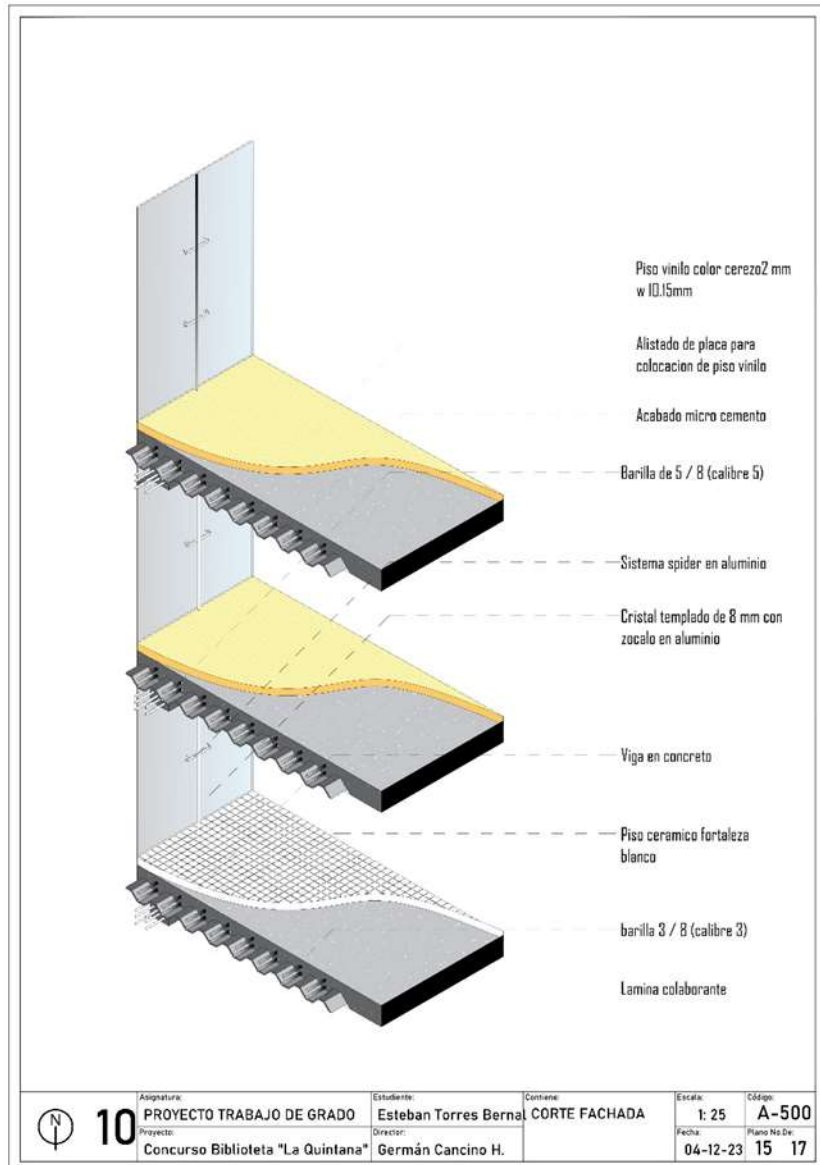 Piso vinilo color cerezo2 mm
w 10.15mm
Alistado de placa para
colocacion de piso vinilo
Acabado micro cemento
Barilla de 5 / 8 (calibre 5)
Sistema spider en aluminio
Cristal templado de 8 mm con
zocalo en aluminio
Viga en concreto
Piso ceramico fortaleza
blanco
barilla 3 / 8 (calibre 3)
Lamina colaborante
N
10
Asignatura:
PROYECTO TRABAJO DE GRADO
Proyecto:
Concurso Biblioteta "La Quintana"
Estudiante:
Esteban Torres Bernal
Director:
Germán Cancino H.
Contiene:
CORTE FACHADA
Escala:
1: 25
Fecha:
04-12-23
Código:
A-500
Plano No.De:
15 17